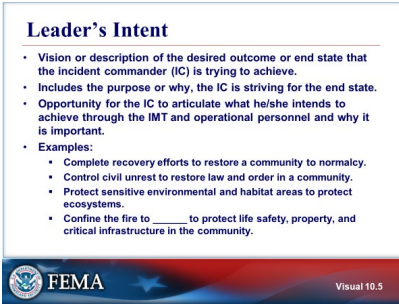 Leader's Intent
• Vision or description of the desired outcome or end state that
the incident commander (IC) is trying to achieve.
• Includes the purpose or why, the IC is striving for the end state.
• Opportunity for the IC to articulate what he/she intends to
achieve through the IMT and operational personnel and why it
is important.
• Examples:
▪ Complete recovery efforts to restore a community to normalcy.
▪ Control civil unrest to restore law and order in a community.
▪ Protect sensitive environmental and habitat areas to protect
ecosystems.
▪ Confine the fire to ______ to protect life safety, property, and
critical infrastructure in the community.
FEMA
Visual 10.5